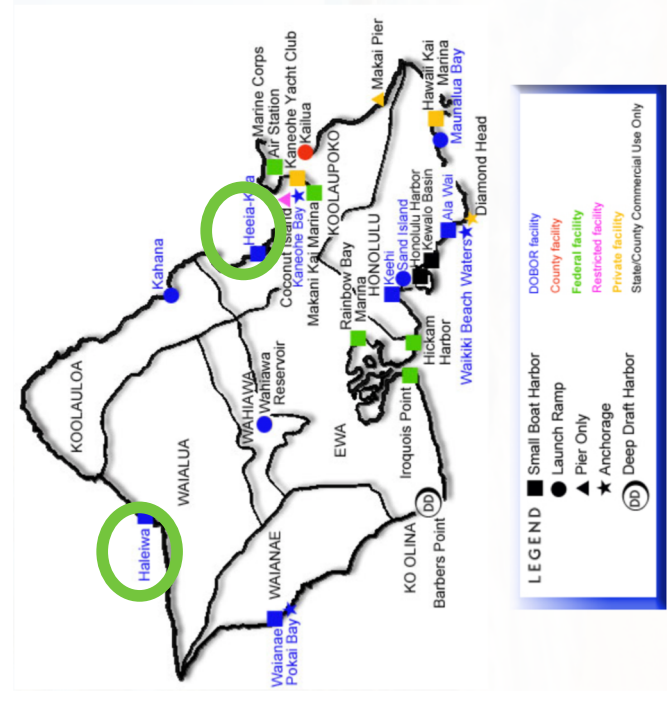 KOOLAULOA
Kahana
Heeia-Kea
Marine Corps
Air Station
Kaneohe Yacht Club
Kailua
Coconut Island
Kaneohe Bay
Makani Kai Marina
KOOLAUPOKO
Makai Pier
Hawaii Kai
Marina
Maunalua Bay
Diamond Head
Ala Wai
Waikiki Beach Waters
Kewalo Basin
Honolulu Harbor
Sand Island
Keehi
HONOLULU
Rainbow Bay
Marina
Hickam
Harbor
Iroquois Point
EWA
WAHIAWA
Wahiawa
Reservoir
WAIALUA
Haleiwa
WAIANAE
Waianae
Pokai Bay
KO OLINA
Barbers Point
DD
LEGEND
Small Boat Harbor
Launch Ramp
Pier Only
Anchorage
DD
Deep Draft Harbor
DOBOR facility
County facility
Federal facility
Restricted facility
Private facility
State/County Commercial Use Only